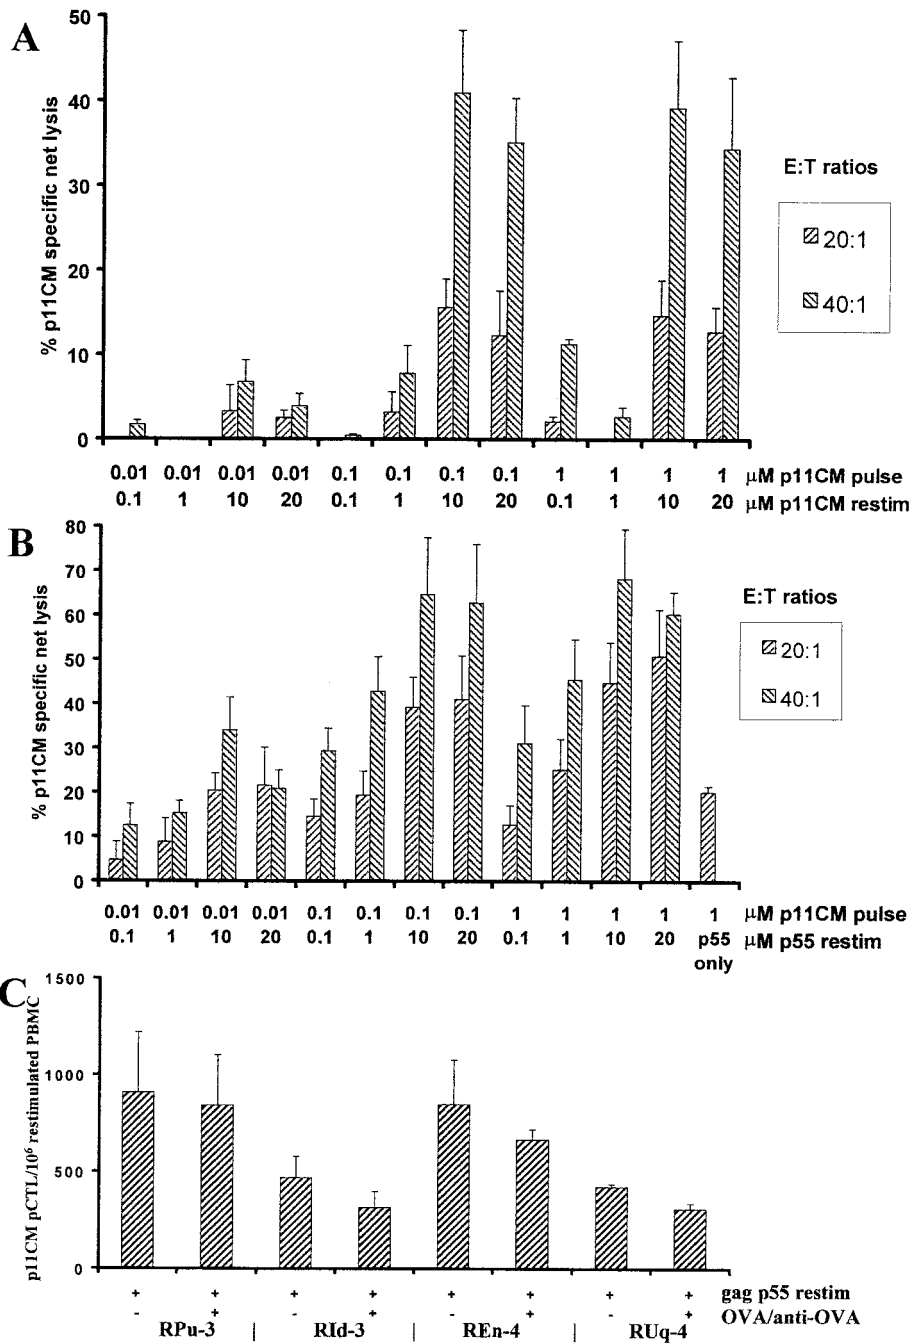 A
50
40
30
20
10
0
% p11CM specific net lysis
E:T ratios
20:1
40:1
0.01 0.01 0.01 0.01 0.1 0.1 0.1 0.1 1 1 1 1 μM p11CM pulse
0.1 1 10 20 0.1 1 10 20 0.1 1 10 20 μM p11CM restim
B
80
70
60
50
40
30
20
10
0
% p11CM specific net lysis
E:T ratios
20:1
40:1
0.01 0.01 0.01 0.01 0.1 0.1 0.1 0.1 1 1 1 1 1 μM p11CM pulse
0.1 1 10 20 0.1 1 10 20 0.1 1 10 20 p55 μM p55 restim
only
C
1500
1000
500
0
p11CM pCTL/10⁶ restimulated PBMC
+ + + + + + + + gag p55 restim
- + - + - + - + OVA/anti-OVA
RPu-3 | RId-3 | REn-4 | RUq-4